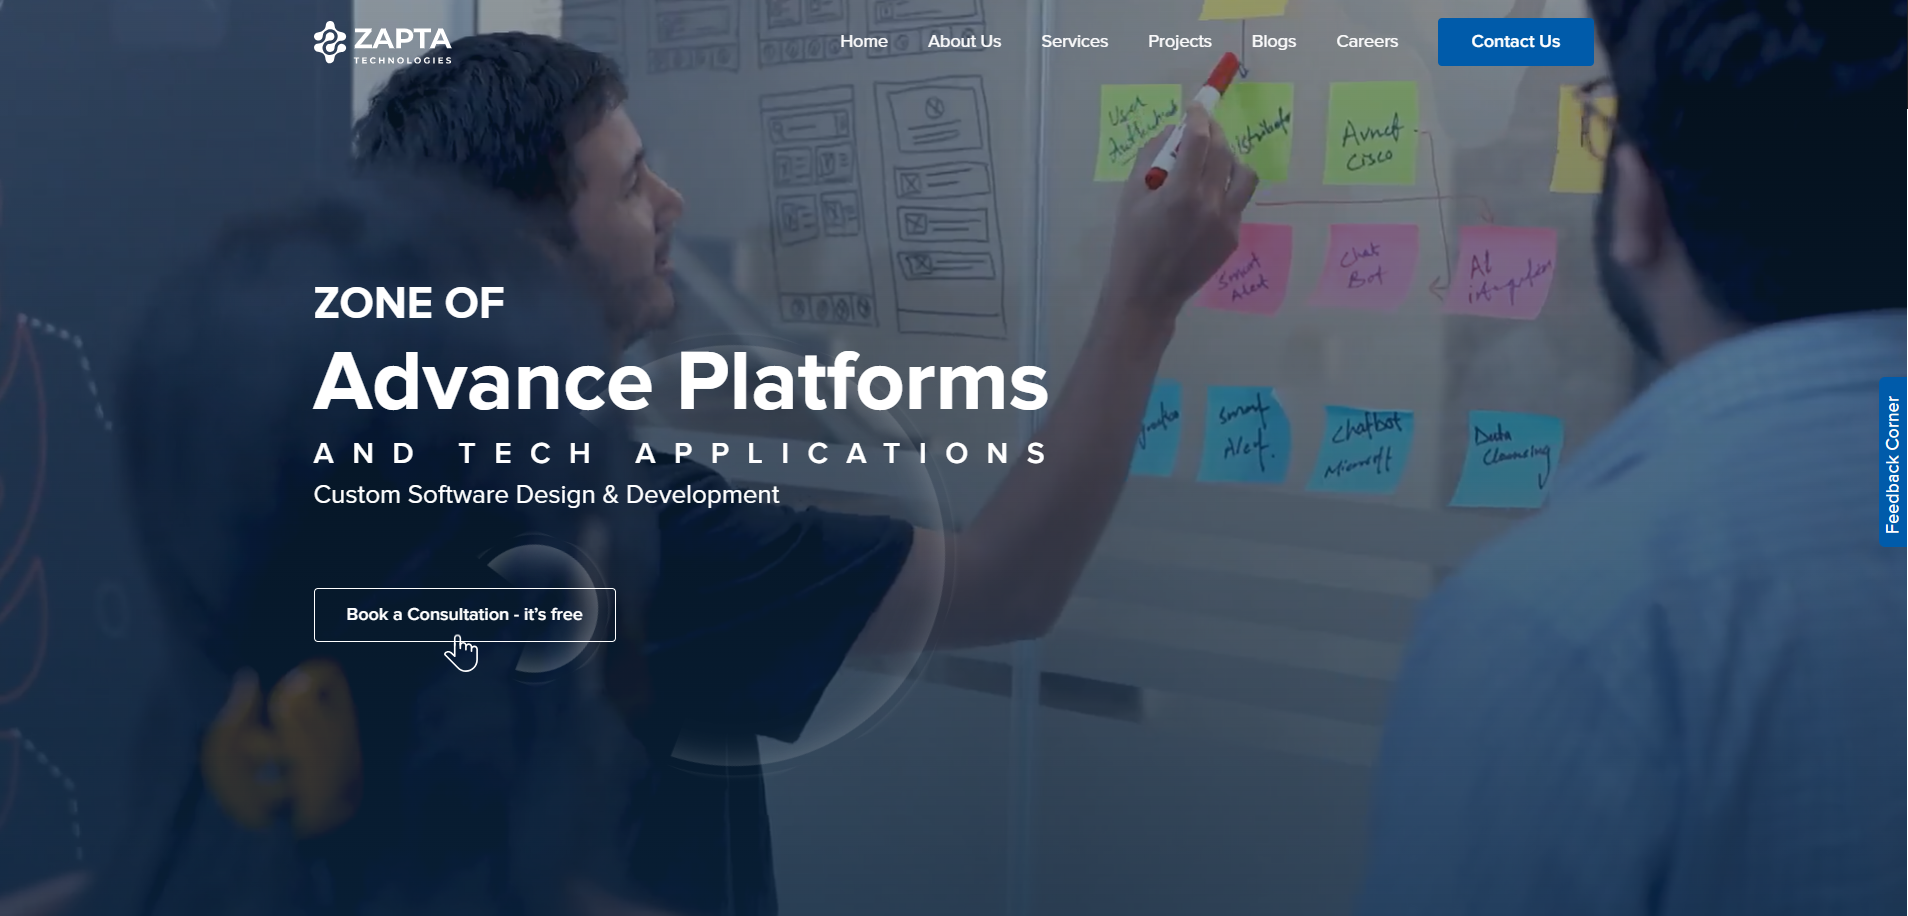 ZAPTA
TECHNOLOGIES
Home
About Us
Services
Projects
Blogs
Careers
Contact Us
User
Avnet
Cisco
Smart
Alert
Chat
Bot
AI
Smart
Alert.
Chatbot
Microsoft
Data
Cleansing
ZONE OF
Advance Platforms
AND TECH APPLICATIONS
Custom Software Design & Development
Book a Consultation - it's free
Feedback Corner